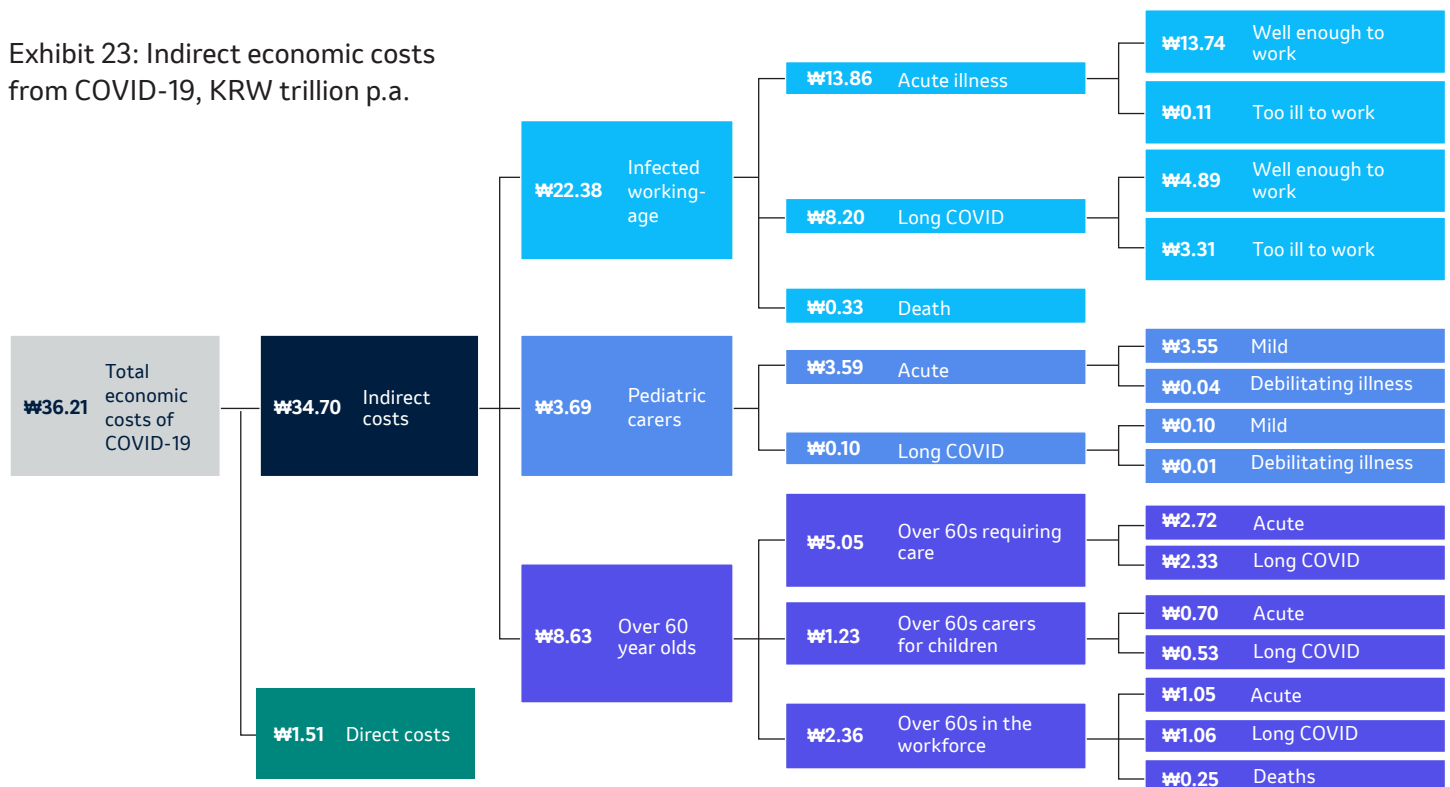 Exhibit 23: Indirect economic costs
from COVID-19, KRW trillion p.a.
₩36.21
Total
economic
costs of
COVID-19
₩34.70
Indirect
costs
₩1.51 Direct costs
₩22.38
Infected
working-
age
₩3.69
Pediatric
carers
₩8.63
Over 60
year olds
₩13.86 Acute illness
₩8.20 Long COVID
₩0.33 Death
₩3.59 Acute
₩0.10 Long COVID
₩5.05
Over 60s requiring
care
₩1.23
Over 60s carers
for children
₩2.36
Over 60s in the
workforce
₩13.74
Well enough to
work
₩0.11 Too ill to work
₩4.89
Well enough to
work
₩3.31 Too ill to work
₩3.55 Mild
₩0.04 Debilitating illness
₩0.10 Mild
₩0.01 Debilitating illness
₩2.72 Acute
₩2.33 Long COVID
₩0.70 Acute
₩0.53 Long COVID
₩1.05 Acute
₩1.06 Long COVID
₩0.25 Deaths